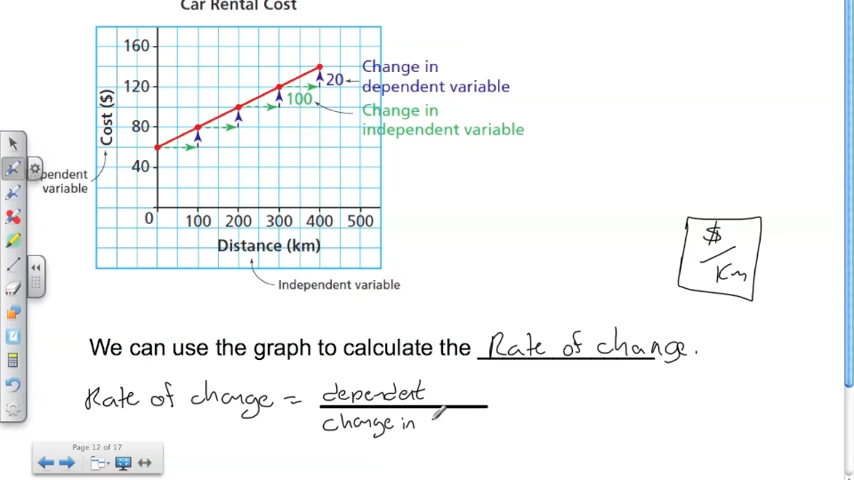 Car Rental Cost
160
120
80
40
0
100 200 300 400 500
Cost ($)
Distance (km)
20
Change in
dependent variable
100
Change in
independent variable
pendent
variable
Independent variable
$
/
Km
We can use the graph to calculate the Rate of change.
Rate of change = dependent
change in
Page 12 of 17